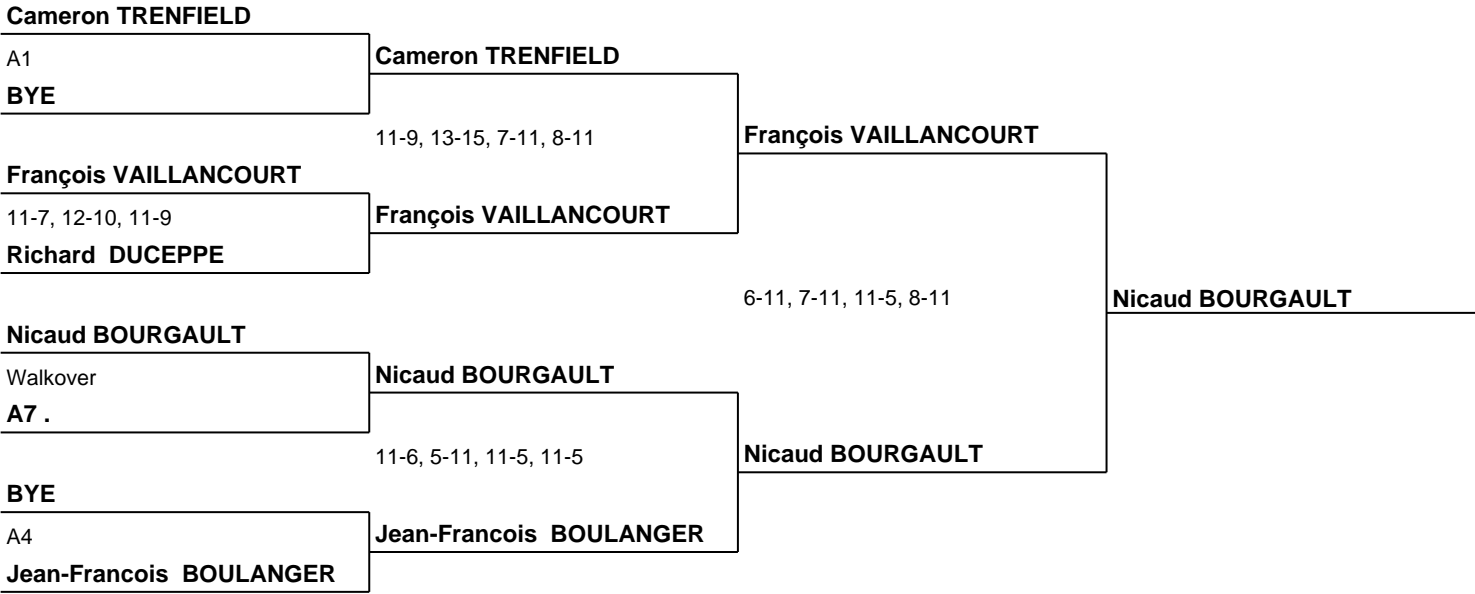 Cameron TRENFIELD
A1
BYE
Cameron TRENFIELD
11-9, 13-15, 7-11, 8-11
François VAILLANCOURT
François VAILLANCOURT
11-7, 12-10, 11-9
Richard  DUCEPPE
François VAILLANCOURT
6-11, 7-11, 11-5, 8-11
Nicaud BOURGAULT
Nicaud BOURGAULT
Walkover
A7 .
Nicaud BOURGAULT
11-6, 5-11, 11-5, 11-5
Nicaud BOURGAULT
BYE
A4
Jean-Francois  BOULANGER
Jean-Francois  BOULANGER